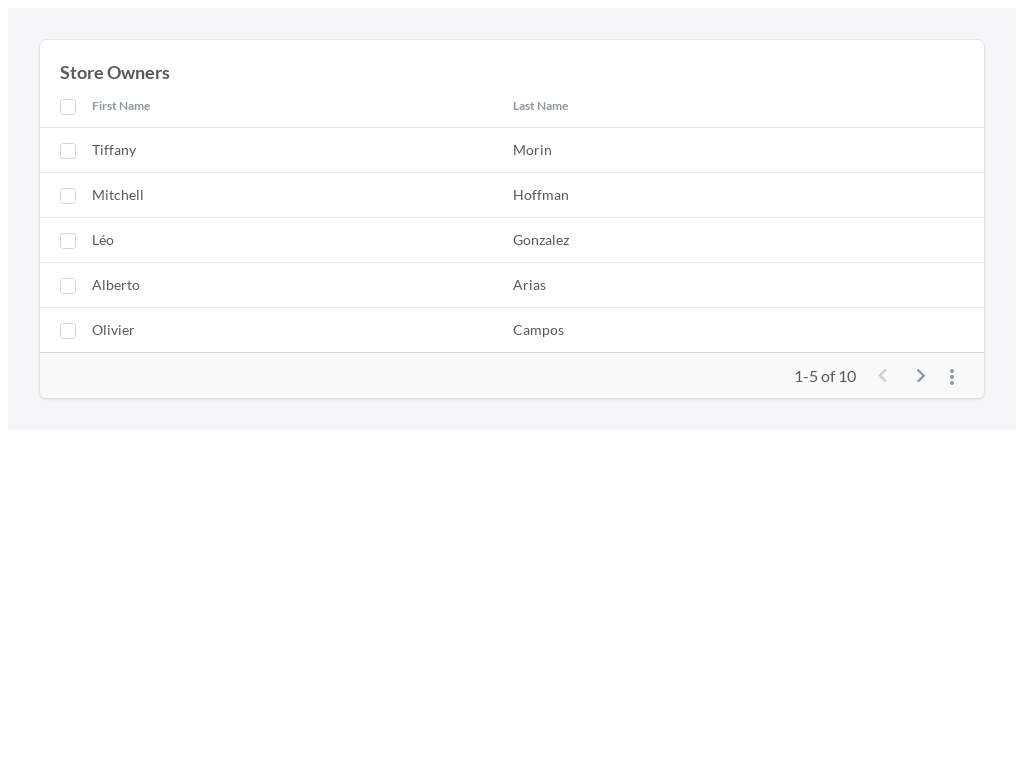 Store Owners
First Name Last Name
Tiffany Morin
Mitchell Hoffman
Léo Gonzalez
Alberto Arias
Olivier Campos
1-5 of 10